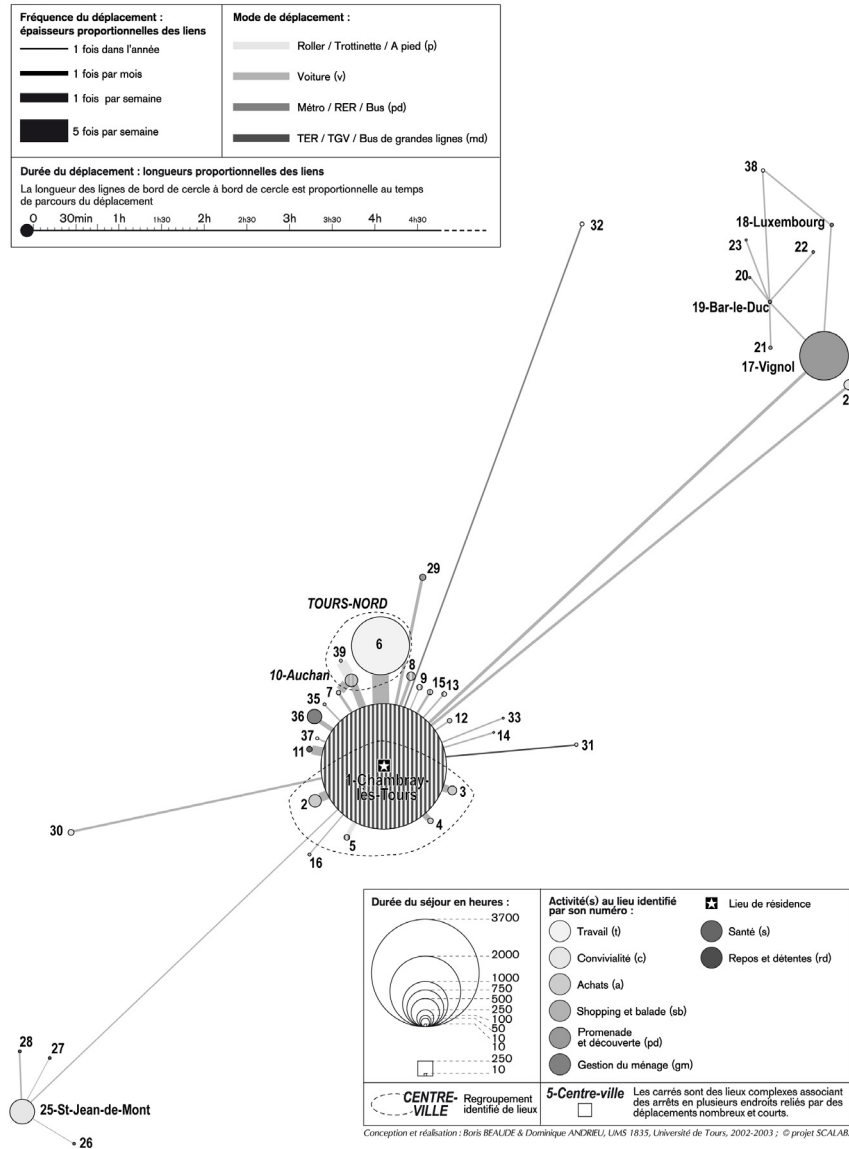 Fréquence du déplacement :
épaisseurs proportionnelles des liens
1 fois dans l'année
1 fois par mois
1 fois par semaine
5 fois par semaine
Mode de déplacement :
Roller / Trottinette / A pied (p)
Voiture (v)
Métro / RER / Bus (pd)
TER / TGV / Bus de grandes lignes (md)
Durée du déplacement : longueurs proportionnelles des liens
La longueur des lignes de bord de cercle à bord de cercle est proportionnelle au temps
de parcours du déplacement
0 30min 1h 1h30 2h 2h30 3h 3h30 4h 4h30
38
32
18-Luxembourg
23
22
20
19-Bar-le-Duc
21
17-Vignol
2
29
TOURS-NORD
39
6
8
10-Auchan
9
15
13
7
35
36
12
33
37
14
11
31
1-Chambray-
les-Tours
2
3
4
30
5
16
28
27
25-St-Jean-de-Mont
26
Durée du séjour en heures :
3700
2000
1000
750
500
250
100
50
10
10
250
10
Activité(s) au lieu identifié
par son numéro :
Travail (t)
Convivialité (c)
Achats (a)
Shopping et balade (sb)
Promenade
et découverte (pd)
Gestion du ménage (gm)
Lieu de résidence
Santé (s)
Repos et détentes (rd)
CENTRE-
VILLE
Regroupement
identifié de lieux
5-Centre-ville
Les carrés sont des lieux complexes associant
des arrêts en plusieurs endroits reliés par des
déplacements nombreux et courts.
Conception et réalisation : Boris BEAUDE & Dominique ANDRIEU, UMS 1835, Université de Tours, 2002-2003 ; © projet SCALAB